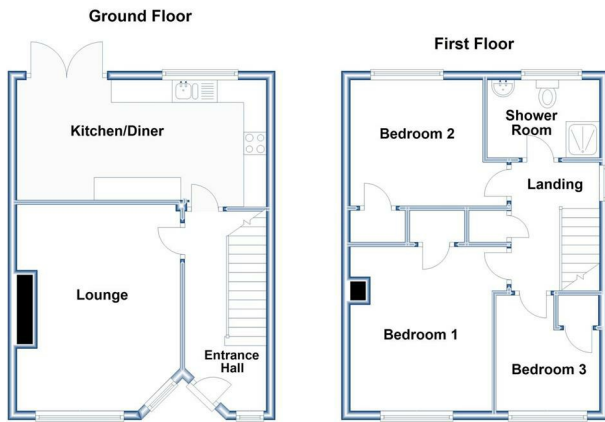 Ground Floor
Kitchen/Diner
Lounge
Entrance
Hall
First Floor
Bedroom 2
Shower
Room
Landing
Bedroom 1
Bedroom 3